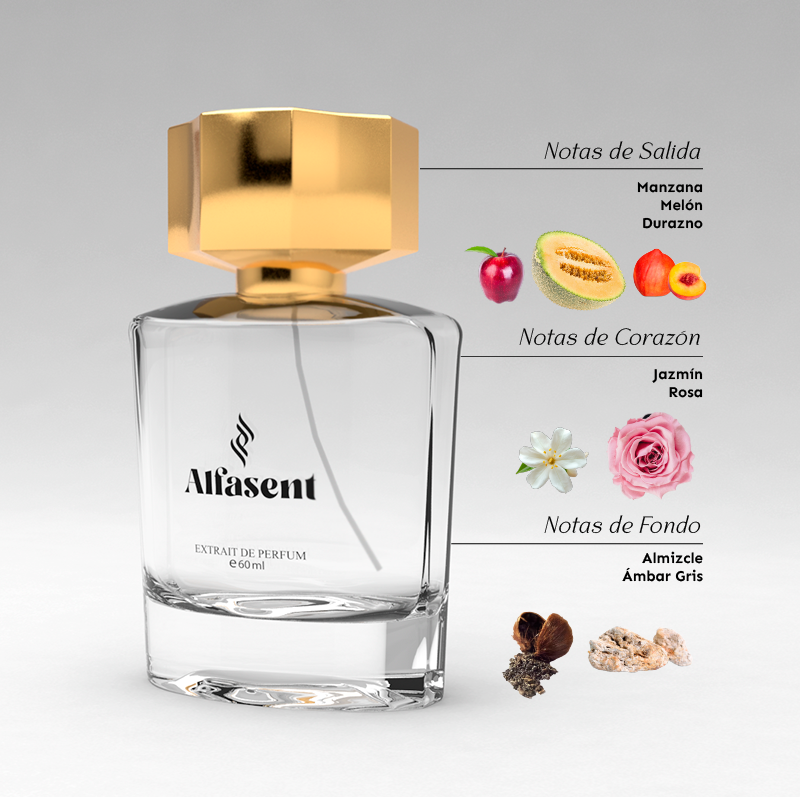 Notas de Salida
Manzana
Melón
Durazno
Notas de Corazón
Jazmín
Rosa
Alfasent
EXTRAIT DE PERFUM
e60ml
Notas de Fondo
Almizcle
Ámbar Gris